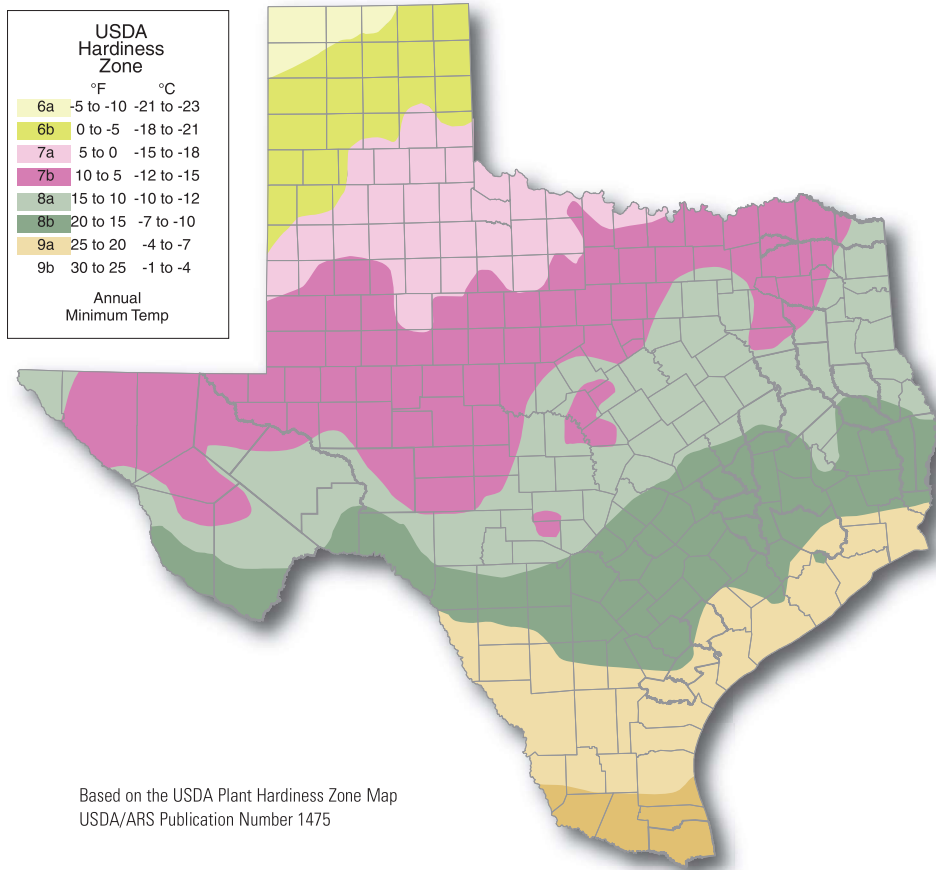 USDA
Hardiness
Zone
°F °C
6a -5 to -10 -21 to -23
6b 0 to -5 -18 to -21
7a 5 to 0 -15 to -18
7b 10 to 5 -12 to -15
8a 15 to 10 -10 to -12
8b 20 to 15 -7 to -10
9a 25 to 20 -4 to -7
9b 30 to 25 -1 to -4
Annual
Minimum Temp
Based on the USDA Plant Hardiness Zone Map
USDA/ARS Publication Number 1475